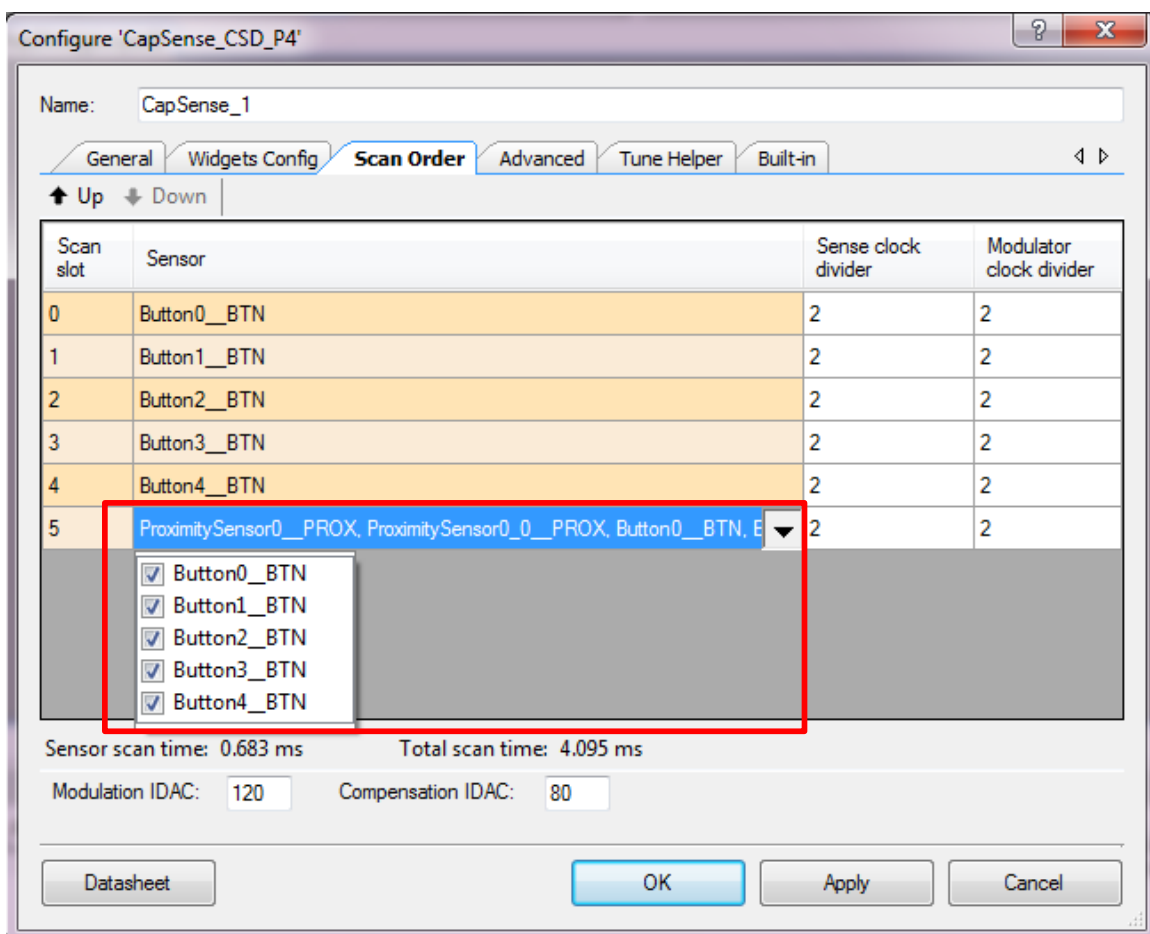 Configure 'CapSense_CSD_P4'
Name: CapSense_1
General Widgets Config Scan Order Advanced Tune Helper Built-in
Up Down
Scan slot Sensor Sense clock divider Modulator clock divider
0 Button0__BTN 2 2
1 Button1__BTN 2 2
2 Button2__BTN 2 2
3 Button3__BTN 2 2
4 Button4__BTN 2 2
5 ProximitySensor0__PROX, ProximitySensor0_0__PROX, Button0__BTN, 2 2
Button0__BTN
Button1__BTN
Button2__BTN
Button3__BTN
Button4__BTN
Sensor scan time: 0.683 ms Total scan time: 4.095 ms
Modulation IDAC: 120 Compensation IDAC: 80
Datasheet OK Apply Cancel